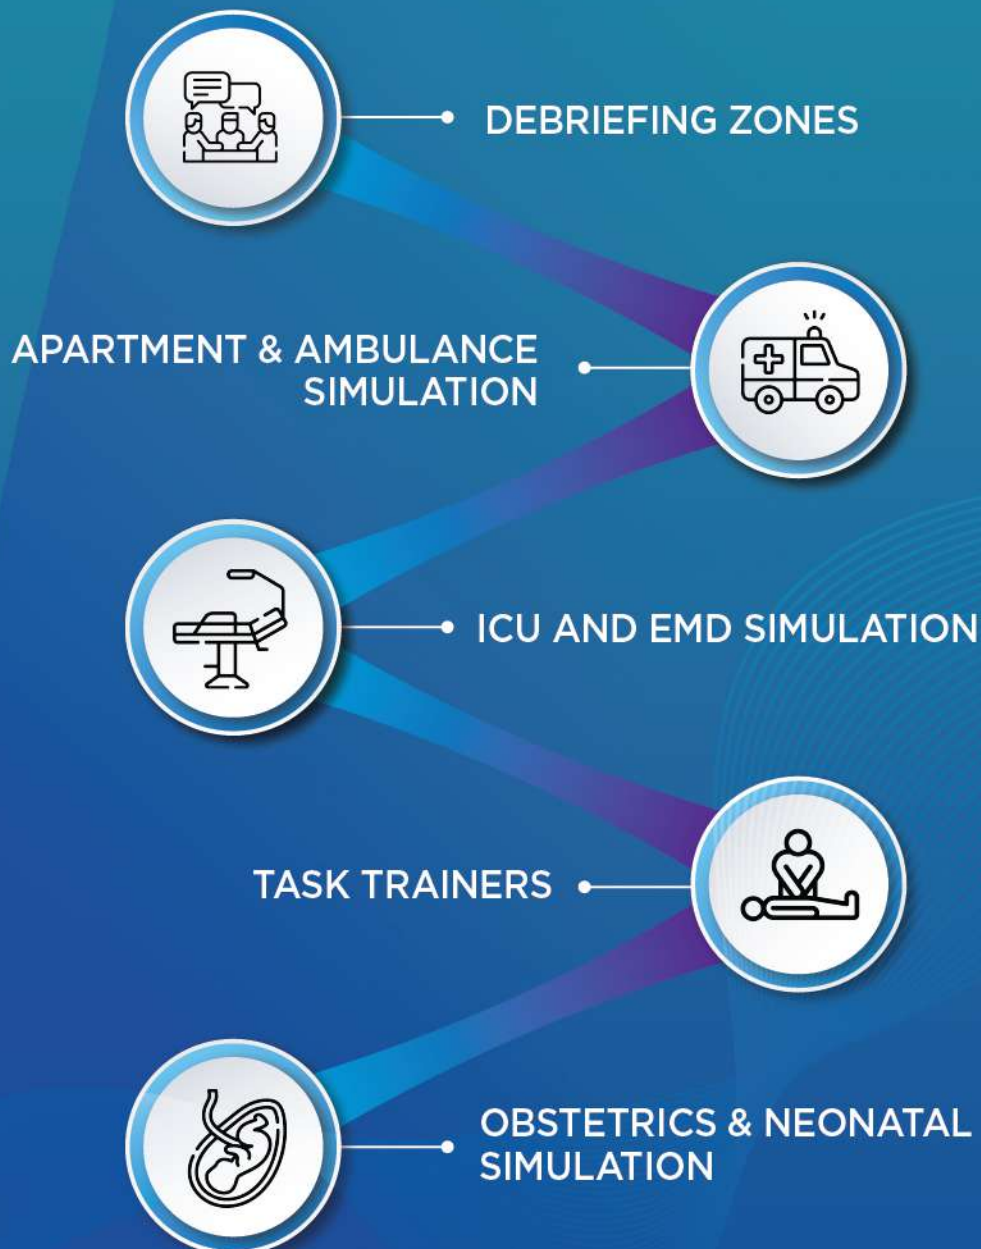 DEBRIEFING ZONES
APARTMENT & AMBULANCE
SIMULATION
ICU AND EMD SIMULATION
TASK TRAINERS
OBSTETRICS & NEONATAL
SIMULATION